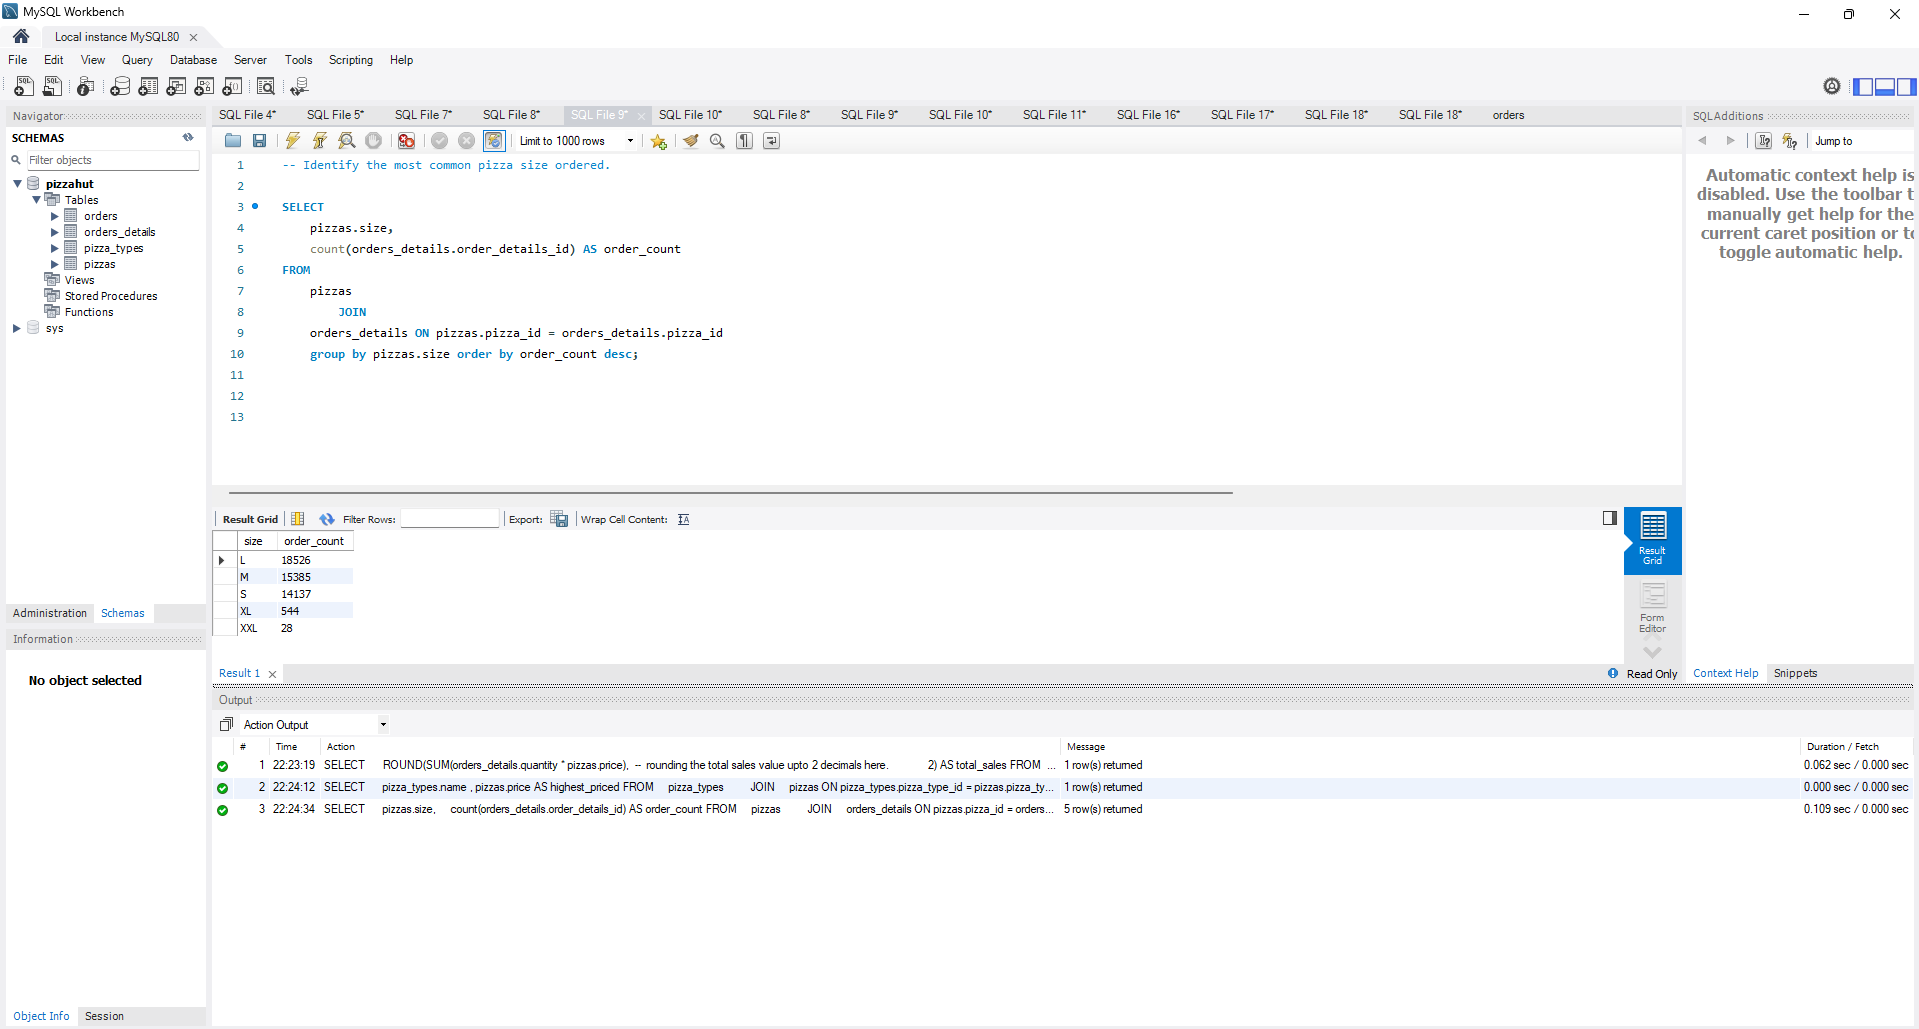 MySQL Workbench
Local instance MySQL80
File Edit View Query Database Server Tools Scripting Help
Navigator
SCHEMAS
Filter objects
pizzahut
Tables
orders
orders_details
pizza_types
pizzas
Views
Stored Procedures
Functions
sys
Administration Schemas
Information
No object selected
Object Info Session
SQL File 4* SQL File 5* SQL File 7* SQL File 8* SQL File 9* SQL File 10* SQL File 8* SQL File 9* SQL File 10* SQL File 11* SQL File 16* SQL File 17* SQL File 18* SQL File 18* orders
Limit to 1000 rows
1 -- Identify the most common pizza size ordered.
2
3 SELECT
4 pizzas.size,
5 count(orders_details.order_details_id) AS order_count
6 FROM
7 pizzas
8 JOIN
9 orders_details ON pizzas.pizza_id = orders_details.pizza_id
10 group by pizzas.size order by order_count desc;
11
12
13
Result Grid Filter Rows: Export: Wrap Cell Content:
size order_count
L 18526
M 15385
S 14137
XL 544
XXL 28
Result Grid
Form Editor
Result 1
Read Only
SQLAdditions
Jump to
Automatic context help is
disabled. Use the toolbar t
manually get help for the
current caret position or to
toggle automatic help.
Context Help Snippets
Output
Action Output
# Time Action Message Duration / Fetch
1 22:23:19 SELECT ROUND(SUM(orders_details.quantity * pizzas.price), -- rounding the total sales value upto 2 decimals here. 2) AS total_sales FROM ... 1 row(s) returned 0.062 sec / 0.000 sec
2 22:24:12 SELECT pizza_types.name , pizzas.price AS highest_priced FROM pizza_types JOIN pizzas ON pizza_types.pizza_type_id = pizzas.pizza_ty... 1 row(s) returned 0.000 sec / 0.000 sec
3 22:24:34 SELECT pizzas.size, count(orders_details.order_details_id) AS order_count FROM pizzas JOIN orders_details ON pizzas.pizza_id = orders... 5 row(s) returned 0.109 sec / 0.000 sec